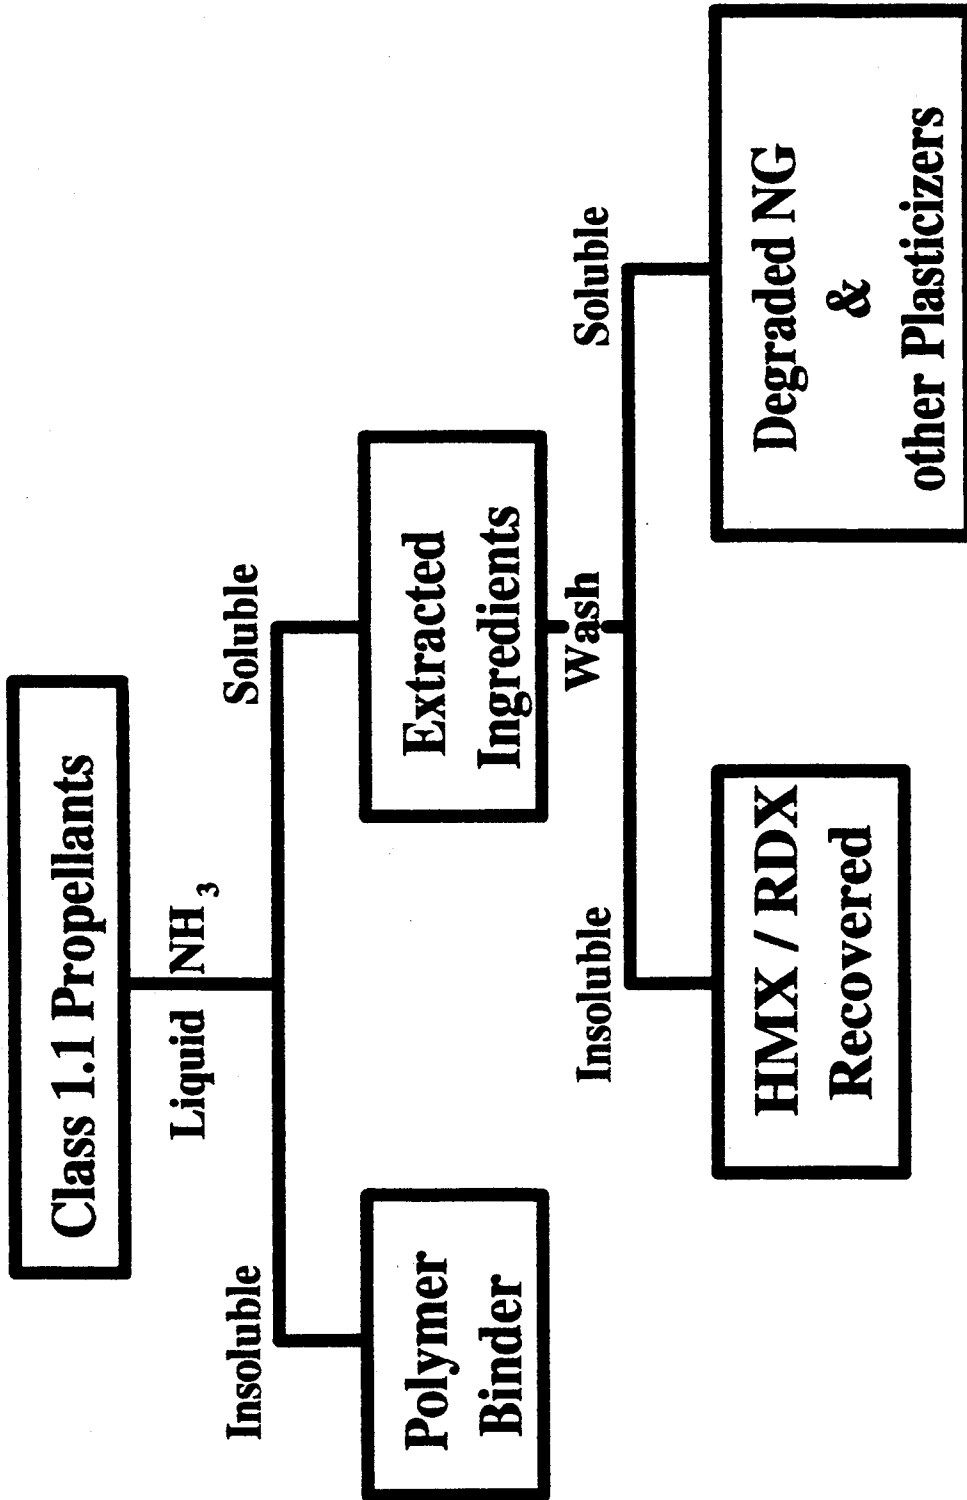 Class 1.1 Propellants
Liquid NH₃
Insoluble
Soluble
Polymer
Binder
Extracted
Ingredients
Wash
Insoluble
Soluble
HMX / RDX
Recovered
Degraded NG
&
other Plasticizers